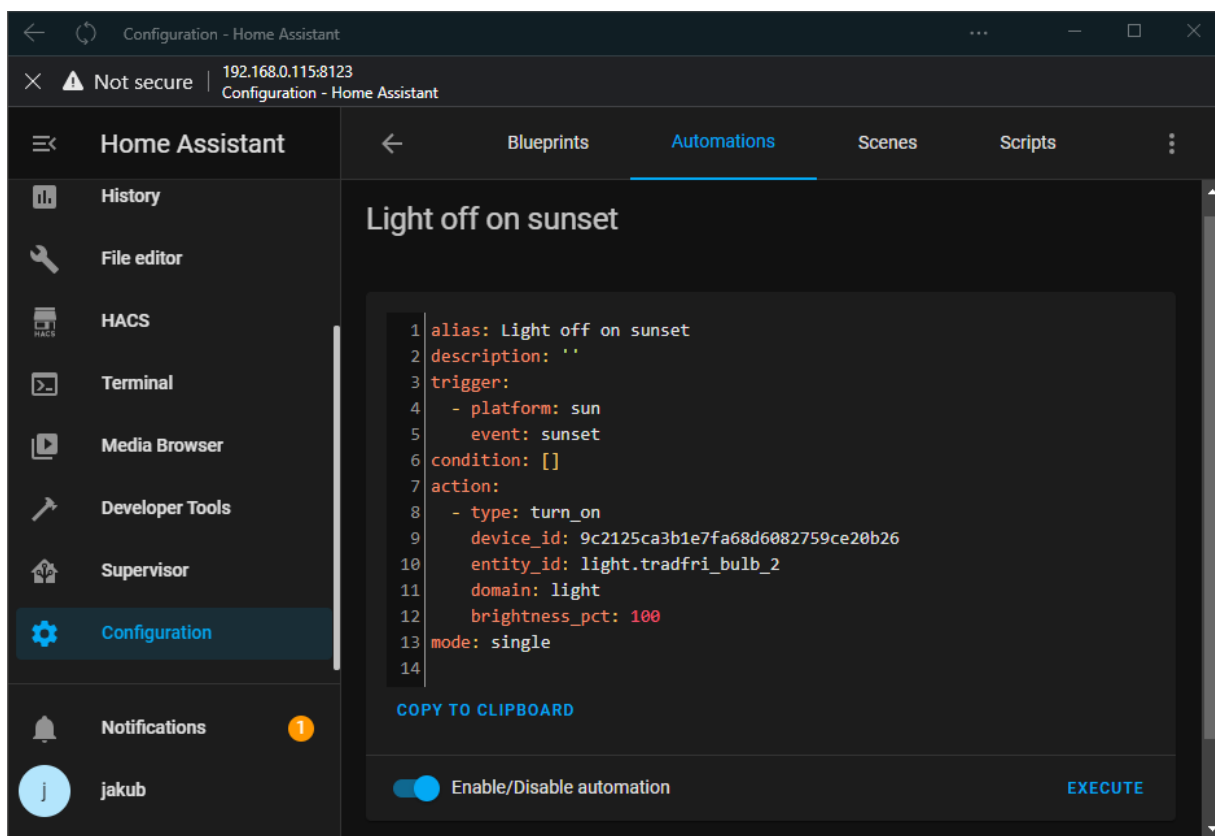 Configuration - Home Assistant
Not secure
192.168.0.115:8123
Configuration - Home Assistant
Home Assistant
Blueprints
Automations
Scenes
Scripts
History
File editor
HACS
HACS
Terminal
Media Browser
Developer Tools
Supervisor
Configuration
Notifications
1
j
jakub
Light off on sunset
1 alias: Light off on sunset
2 description: ''
3 trigger:
4 - platform: sun
5 event: sunset
6 condition: []
7 action:
8 - type: turn_on
9 device_id: 9c2125ca3b1e7fa68d6082759ce20b26
10 entity_id: light.tradfri_bulb_2
11 domain: light
12 brightness_pct: 100
13 mode: single
14
COPY TO CLIPBOARD
Enable/Disable automation
EXECUTE